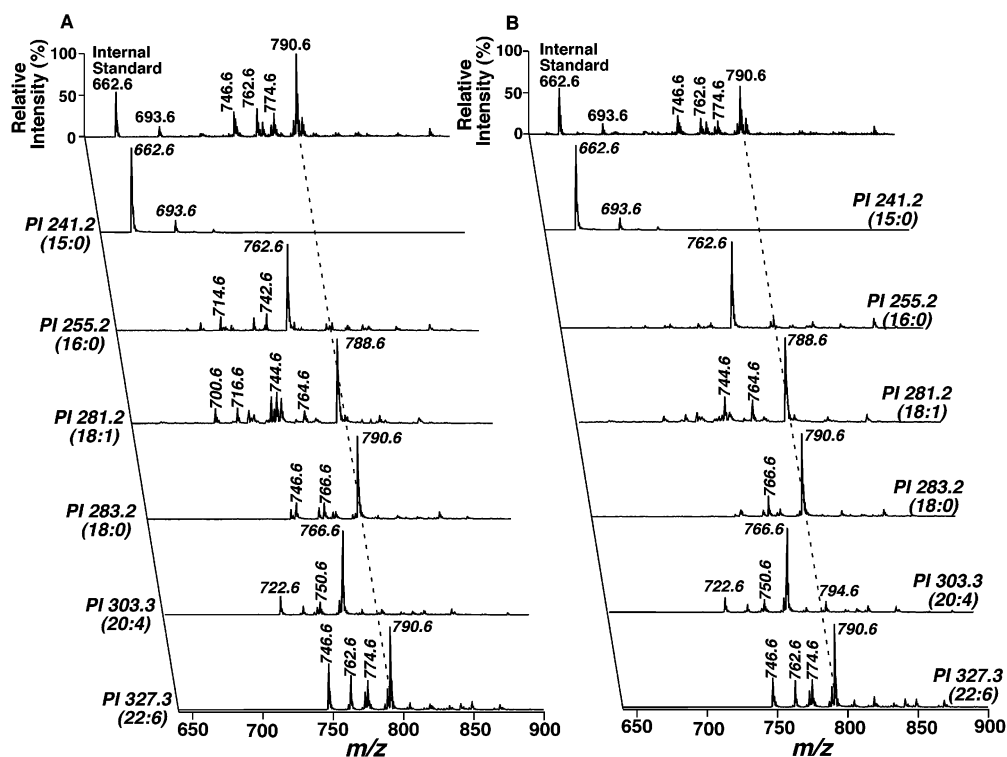 A
Relative
Intensity (%)
100
50
0
Internal
Standard
662.6
693.6
746.6
762.6
774.6
790.6
662.6
693.6
PI 241.2
(15:0)
714.6
742.6
762.6
PI 255.2
(16:0)
700.6
716.6
744.6
764.6
788.6
PI 281.2
(18:1)
746.6
766.6
790.6
PI 283.2
(18:0)
722.6
750.6
766.6
PI 303.3
(20:4)
746.6
762.6
774.6
790.6
PI 327.3
(22:6)
650 700 750 800 850 900
m/z
B
Relative
Intensity (%)
100
50
0
Internal
Standard
662.6
693.6
746.6
762.6
774.6
790.6
662.6
693.6
PI 241.2
(15:0)
762.6
PI 255.2
(16:0)
744.6
764.6
788.6
PI 281.2
(18:1)
766.6
790.6
PI 283.2
(18:0)
722.6
750.6
766.6
794.6
PI 303.3
(20:4)
746.6
762.6
774.6
790.6
PI 327.3
(22:6)
650 700 750 800 850 900
m/z